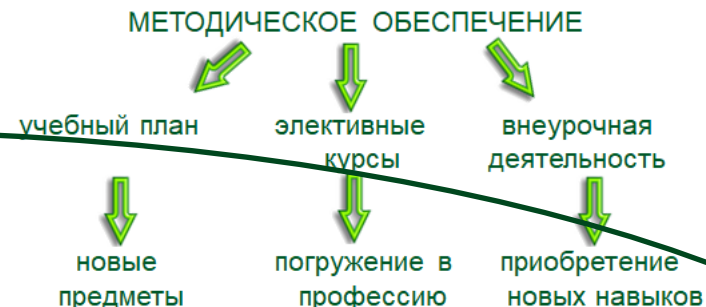 МЕТОДИЧЕСКОЕ ОБЕСПЕЧЕНИЕ
учебный план
элективные
курсы
внеурочная
деятельность
новые
предметы
погружение в
профессию
приобретение
новых навыков